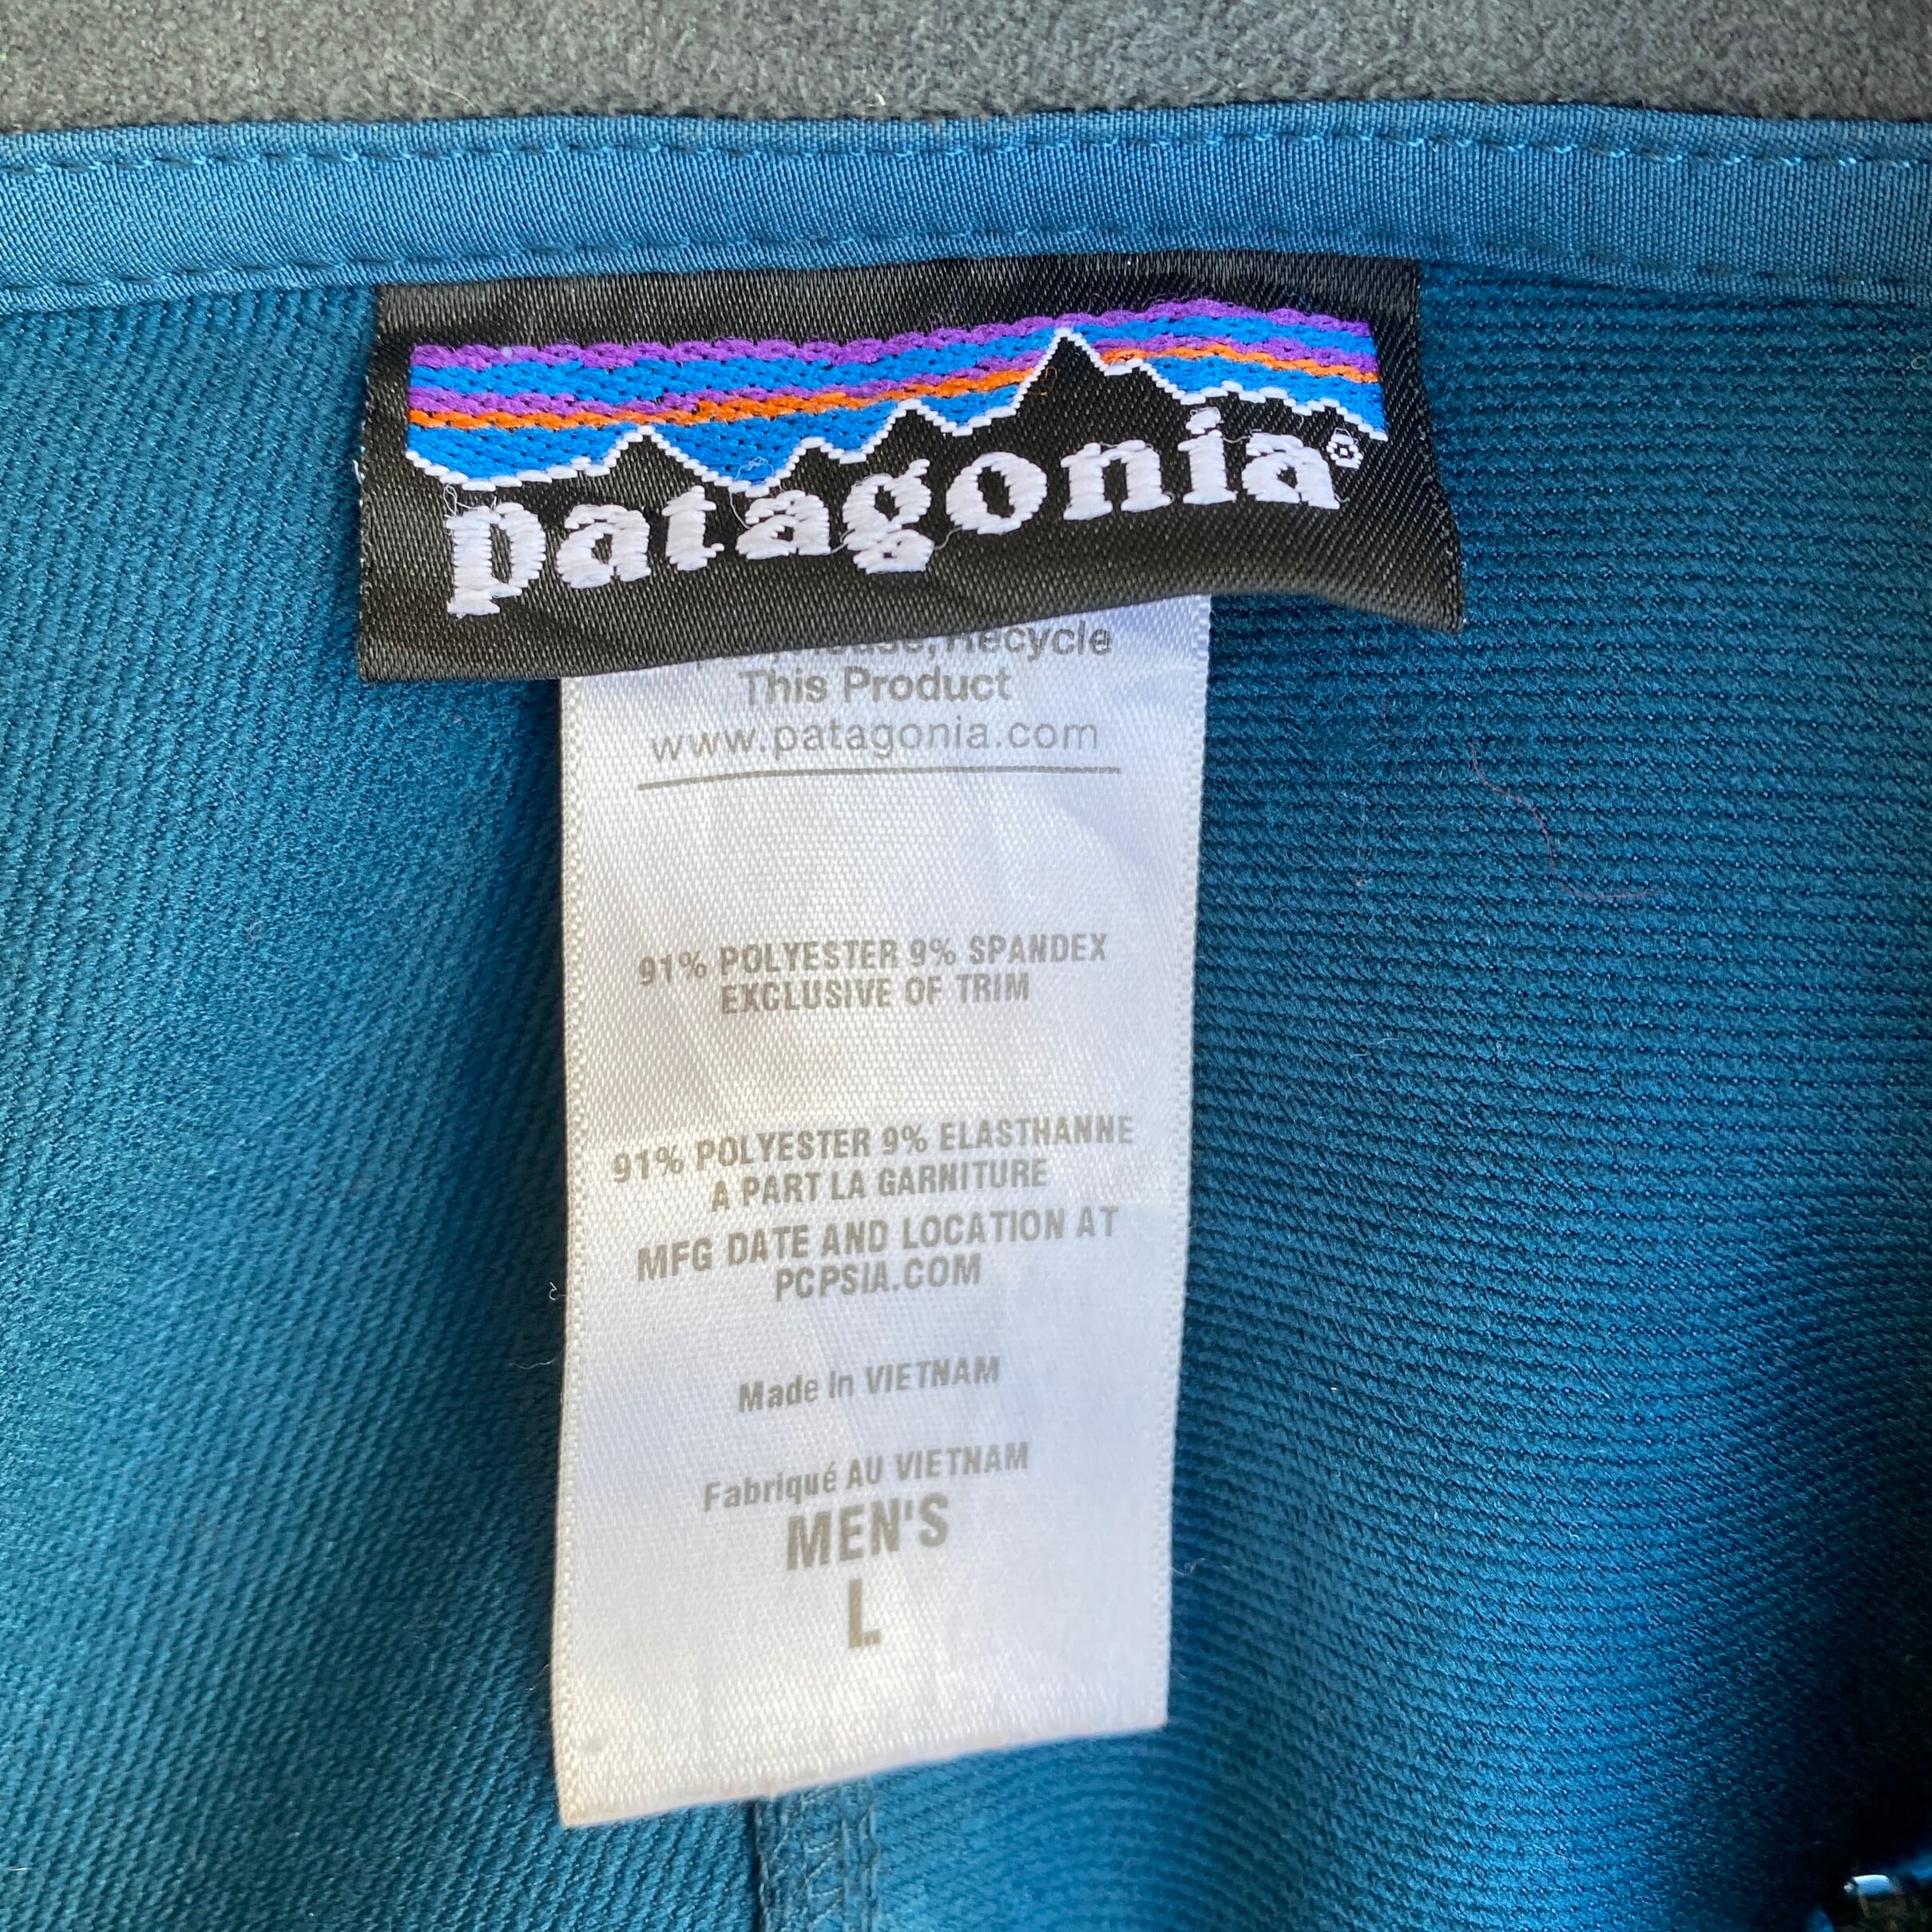 patagonia®
Recycle
This Product
www.patagonia.com
91% POLYESTER 9% SPANDEX
EXCLUSIVE OF TRIM
91% POLYESTER 9% ELASTHANNE
A PART LA GARNITURE
MFG DATE AND LOCATION AT
PCPSIA.COM
Made in VIETNAM
Fabriqué AU VIETNAM
MEN'S
L